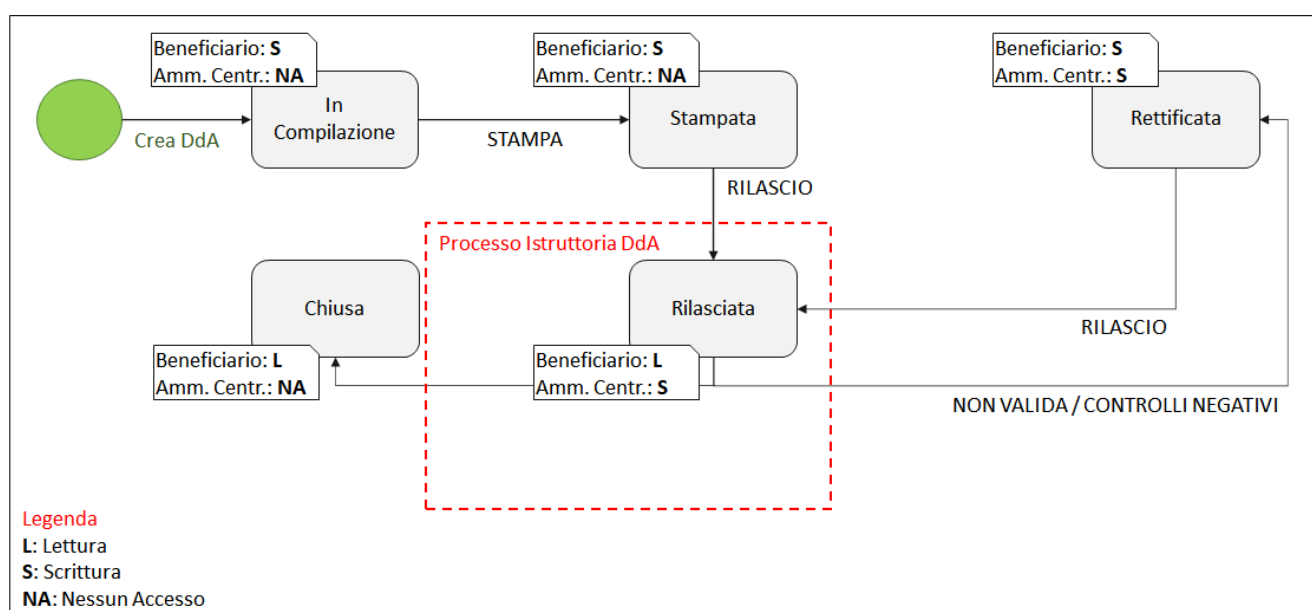 Beneficiario: S
Amm. Centr.: NA
In
Compilazione
Crea DdA
STAMPA
Beneficiario: S
Amm. Centr.: NA
Stampata
Beneficiario: S
Amm. Centr.: S
Rettificata
RILASCIO
Processo Istruttoria DdA
Chiusa
Beneficiario: L
Amm. Centr.: NA
Rilasciata
Beneficiario: L
Amm. Centr.: S
RILASCIO
NON VALIDA / CONTROLLI NEGATIVI
Legenda
L: Lettura
S: Scrittura
NA: Nessun Accesso